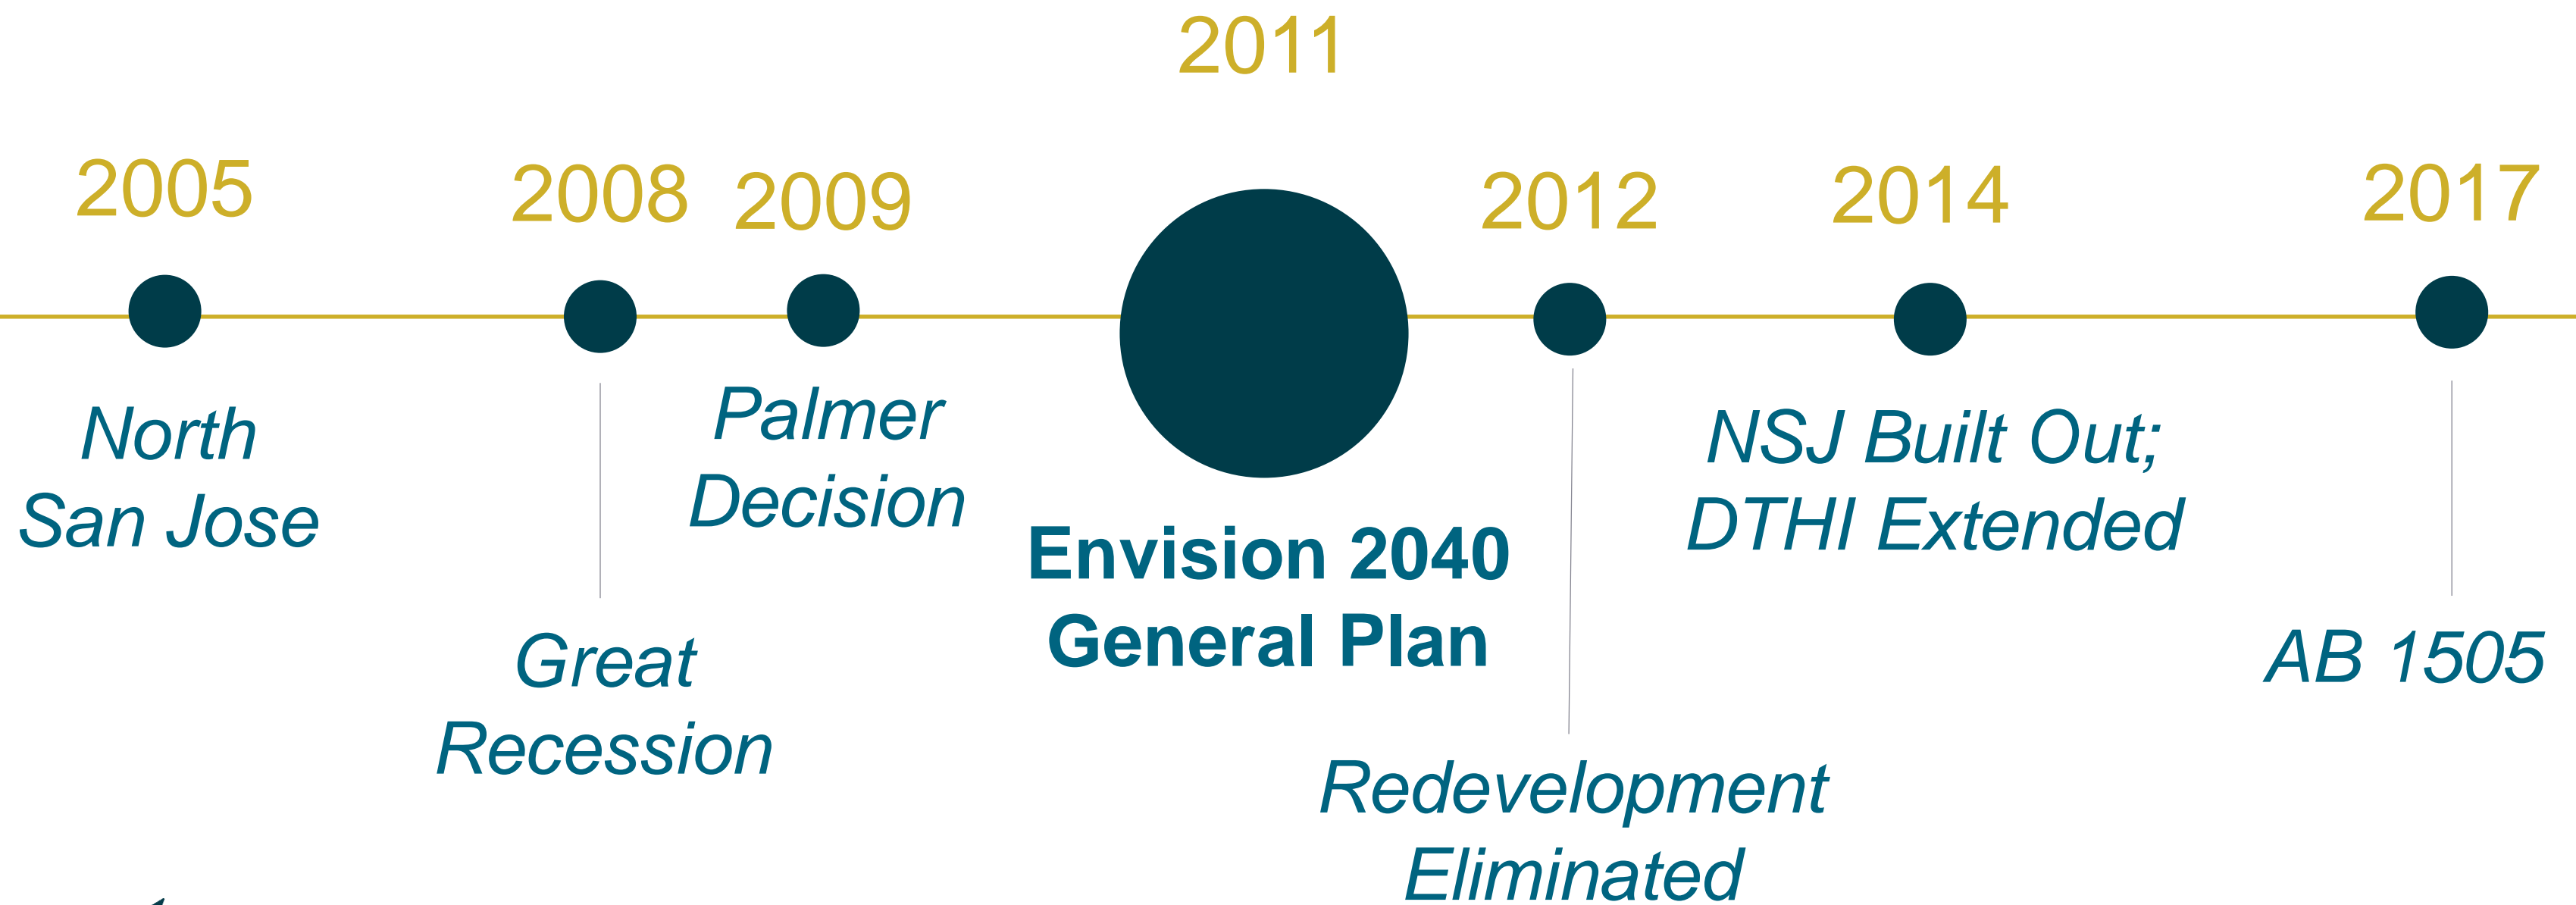 2011
2005
2008
2009
2012
2014
2017
North
San Jose
Great
Recession
Palmer
Decision
Envision 2040
General Plan
Redevelopment
Eliminated
NSJ Built Out;
DTHI Extended
AB 1505